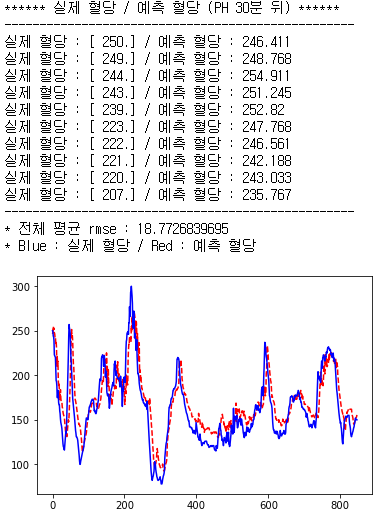 ****** 실제 혈당 / 예측 혈당 (PH 30분 뒤) ******
--------------------------------------------------
실제 혈당 : [ 250.] / 예측 혈당 : 246.411
실제 혈당 : [ 249.] / 예측 혈당 : 248.768
실제 혈당 : [ 244.] / 예측 혈당 : 254.911
실제 혈당 : [ 243.] / 예측 혈당 : 251.245
실제 혈당 : [ 239.] / 예측 혈당 : 252.82
실제 혈당 : [ 223.] / 예측 혈당 : 247.768
실제 혈당 : [ 222.] / 예측 혈당 : 246.561
실제 혈당 : [ 221.] / 예측 혈당 : 242.188
실제 혈당 : [ 220.] / 예측 혈당 : 243.033
실제 혈당 : [ 207.] / 예측 혈당 : 235.767
--------------------------------------------------
* 전체 평균 rmse : 18.7726839695
* Blue : 실제 혈당 / Red : 예측 혈당
300
250
200
150
100
0 200 400 600 800